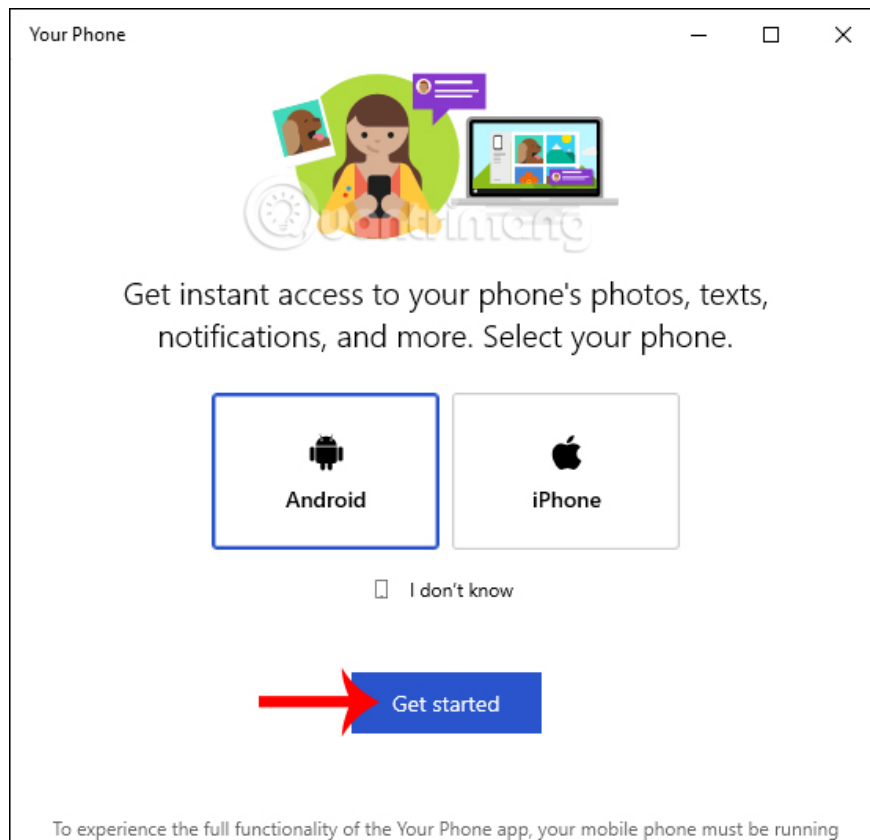 Your Phone
Quantrimang
Get instant access to your phone's photos, texts,
notifications, and more. Select your phone.
Android
iPhone
I don't know
Get started
To experience the full functionality of the Your Phone app, your mobile phone must be running